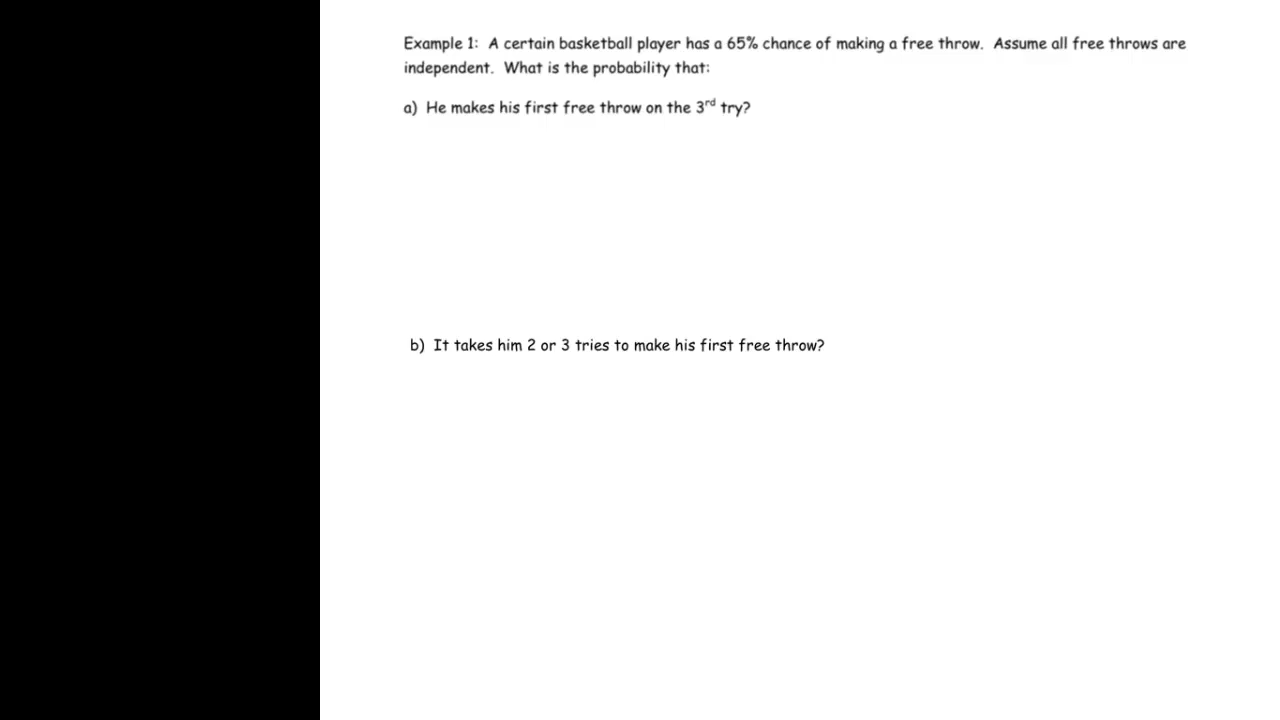 Example 1:  A certain basketball player has a 65% chance of making a free throw.  Assume all free throws are
independent.  What is the probability that:
a)  He makes his first free throw on the 3rd try?
b)  It takes him 2 or 3 tries to make his first free throw?